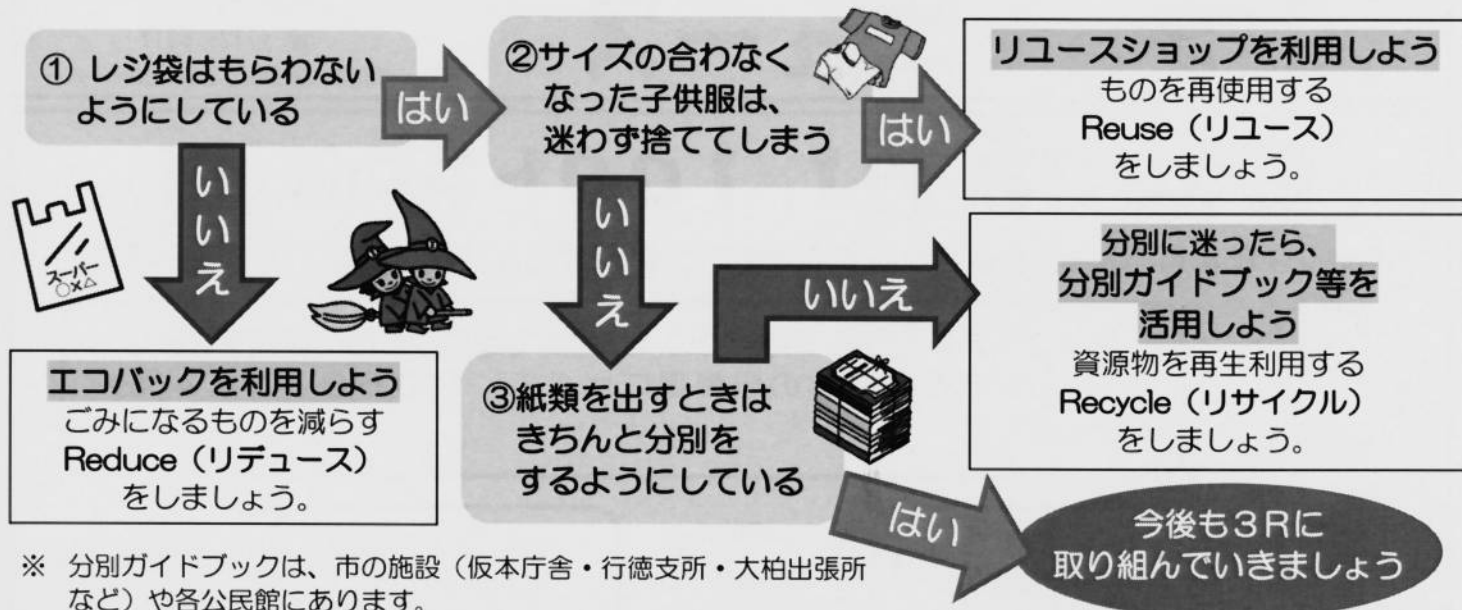 ① レジ袋はもらわない
ようにしている
はい
②サイズの合わなく
なった子供服は、
迷わず捨ててしまう
はい
リユースショップを利用しよう
ものを再使用する
Reuse（リユース）
をしましょう。
いいえ
スーパー
○×△
エコバックを利用しよう
ごみになるものを減らす
Reduce（リデュース）
をしましょう。
いいえ
③紙類を出すときは
きちんと分別を
するようにしている
いいえ
分別に迷ったら、
分別ガイドブック等を
活用しよう
資源物を再生利用する
Recycle（リサイクル）
をしましょう。
はい
今後も３Rに
取り組んでいきましょう
※ 分別ガイドブックは、市の施設（仮本庁舎・行徳支所・大柏出張所
など）や各公民館にあります。